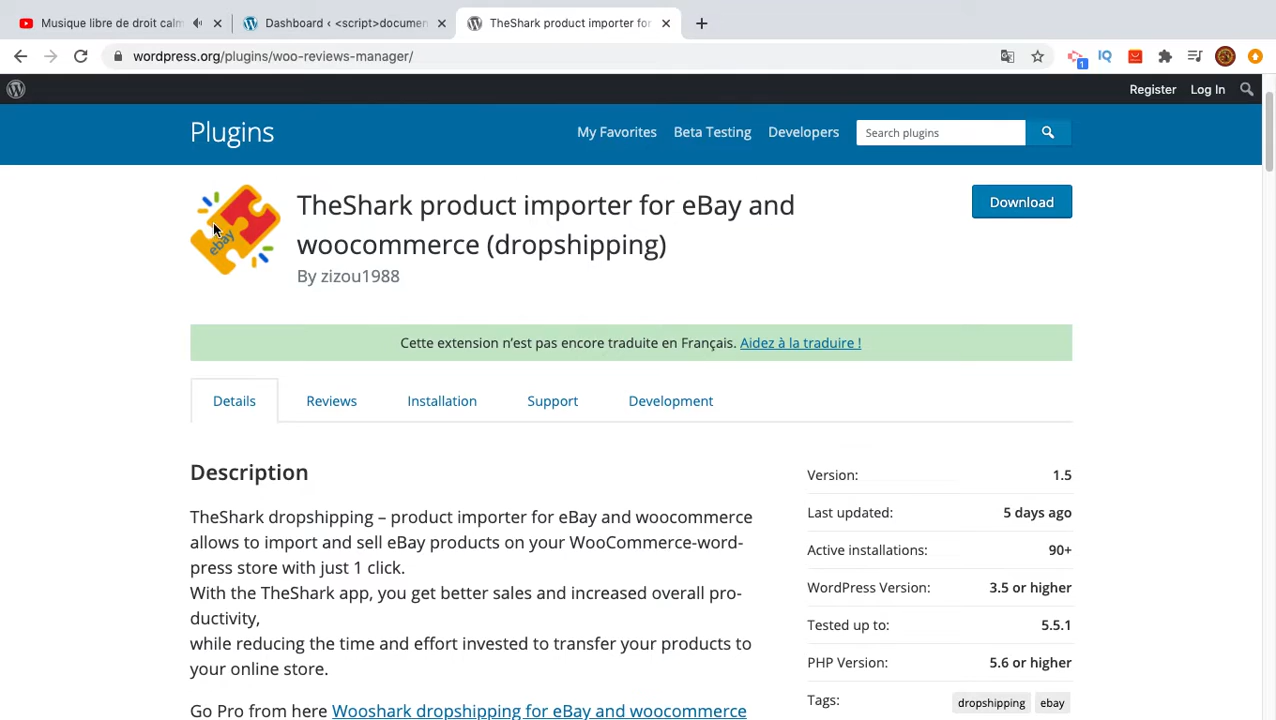 Musique libre de droit calm
Dashboard ‹ <script>documen
TheShark product importer for
wordpress.org/plugins/woo-reviews-manager/
1
IQ
Register
Log In
Plugins
My Favorites
Beta Testing
Developers
Search plugins
ebay
TheShark product importer for eBay and
woocommerce (dropshipping)
By zizou1988
Download
Cette extension n’est pas encore traduite en Français. Aidez à la traduire !
Details
Reviews
Installation
Support
Development
Description
TheShark dropshipping – product importer for eBay and woocommerce
allows to import and sell eBay products on your WooCommerce-word-
press store with just 1 click.
With the TheShark app, you get better sales and increased overall pro-
ductivity,
while reducing the time and effort invested to transfer your products to
your online store.
Go Pro from here Wooshark dropshipping for eBay and woocommerce
Version: 1.5
Last updated: 5 days ago
Active installations: 90+
WordPress Version: 3.5 or higher
Tested up to: 5.5.1
PHP Version: 5.6 or higher
Tags: dropshipping ebay